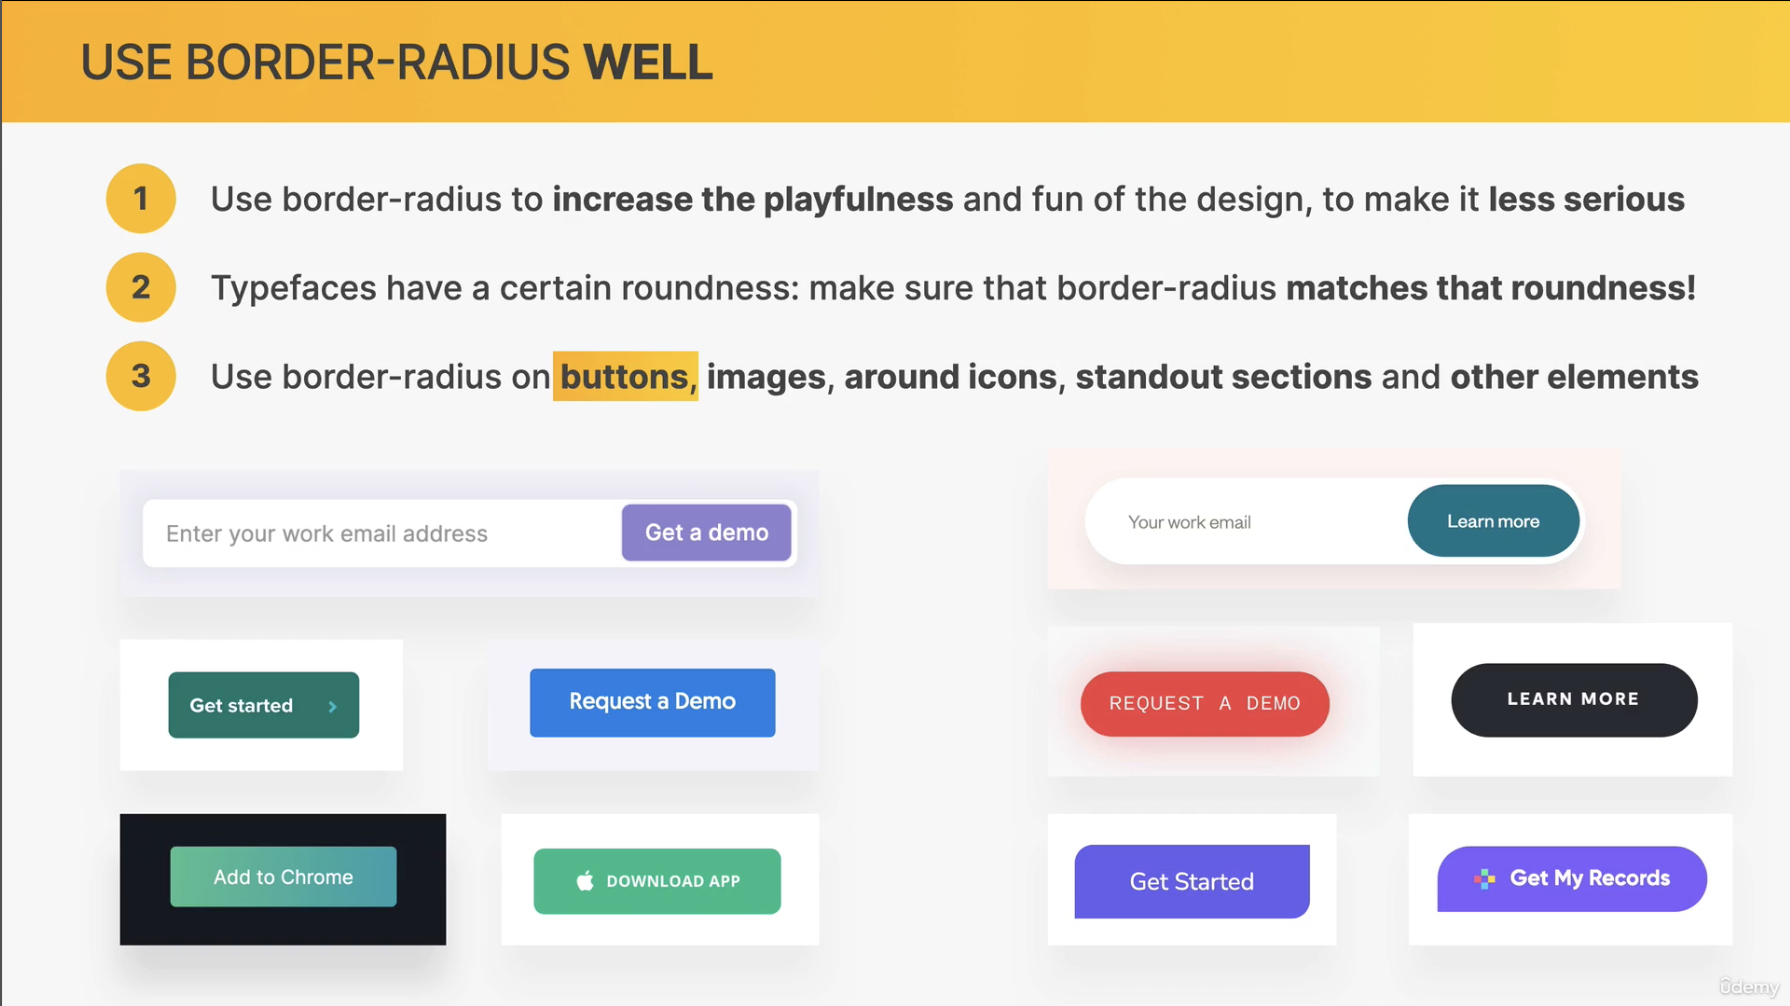 USE BORDER-RADIUS WELL
1 Use border-radius to increase the playfulness and fun of the design, to make it less serious
2 Typefaces have a certain roundness: make sure that border-radius matches that roundness!
3 Use border-radius on buttons, images, around icons, standout sections and other elements
Enter your work email address Get a demo
Your work email Learn more
Get started Request a Demo
REQUEST A DEMO LEARN MORE
Add to Chrome DOWNLOAD APP
Get Started Get My Records
ûdemy